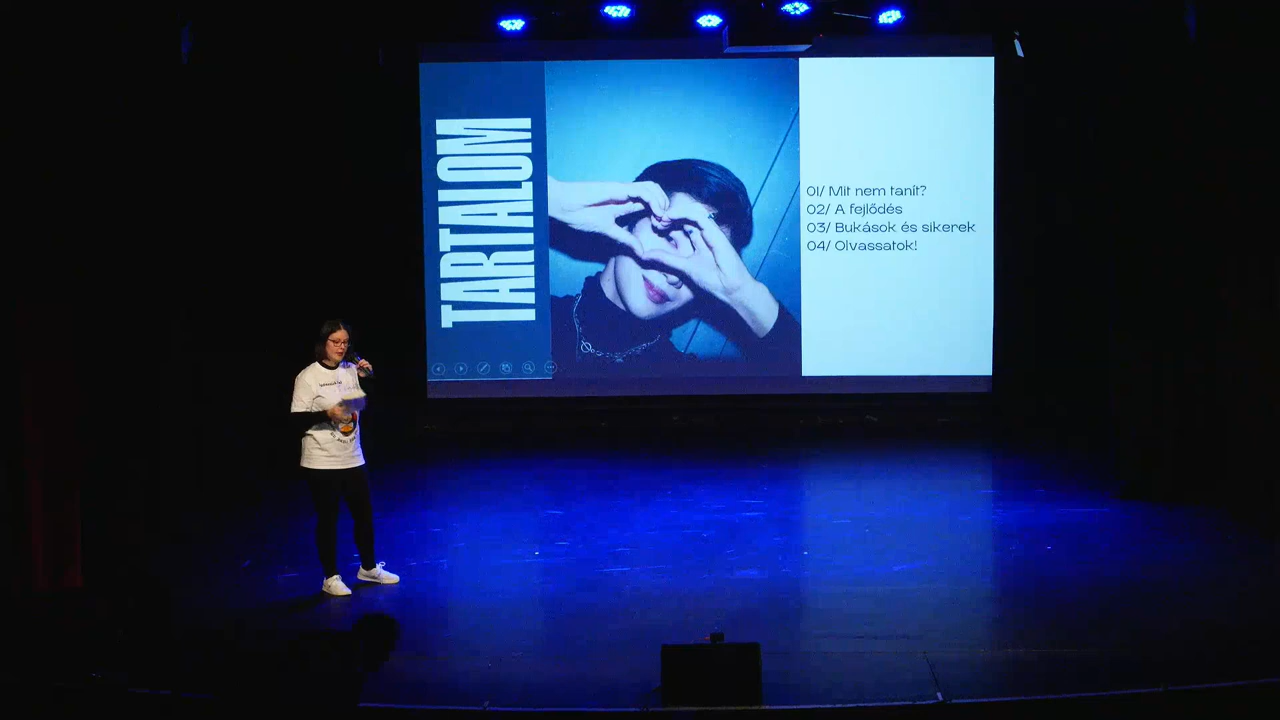 TARTALOM
01/ Mit nem tanít?
02/ A fejlődés
03/ Bukások és sikerek
04/ Olvassatok!